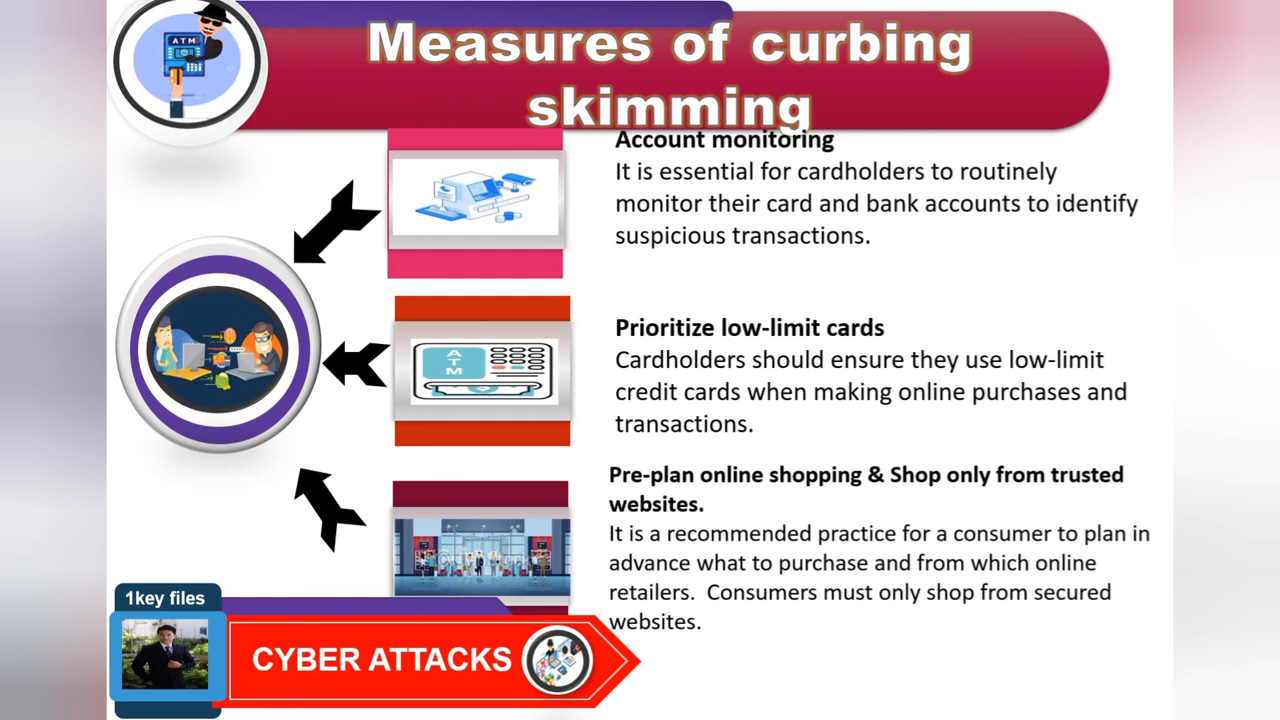 Measures of curbing
skimming
ATM
Account monitoring
It is essential for cardholders to routinely
monitor their card and bank accounts to identify
suspicious transactions.
ATM
Prioritize low-limit cards
Cardholders should ensure they use low-limit
credit cards when making online purchases and
transactions.
Pre-plan online shopping & Shop only from trusted
websites.
It is a recommended practice for a consumer to plan in
advance what to purchase and from which online
retailers. Consumers must only shop from secured
websites.
1key files
CYBER ATTACKS